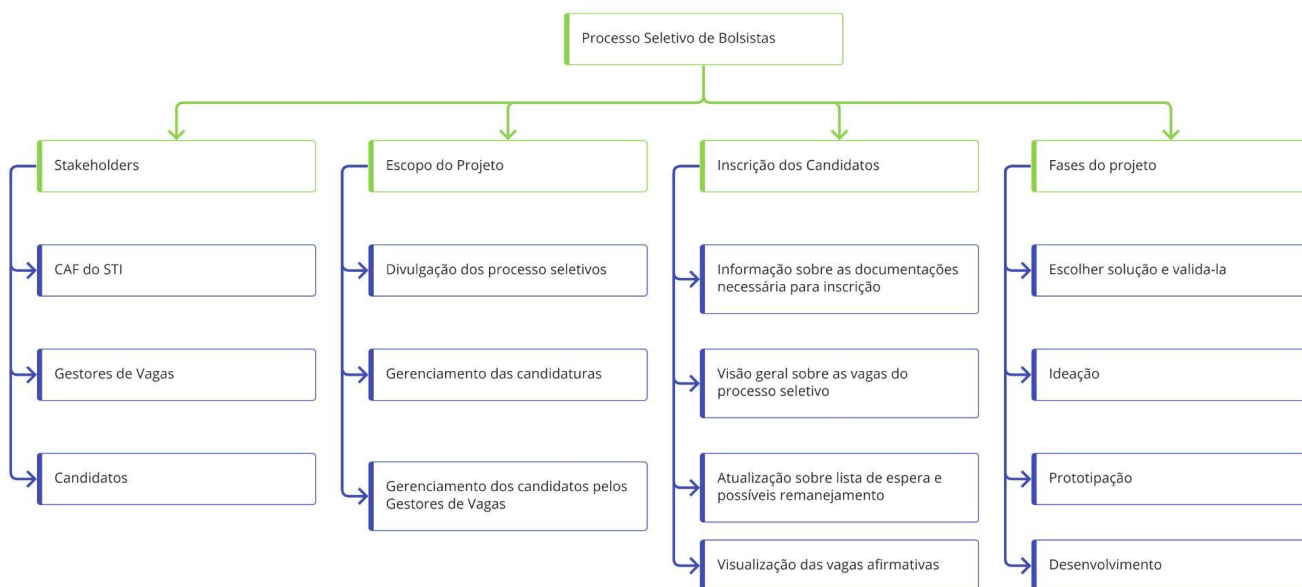 Processo Seletivo de Bolsistas
Stakeholders
CAF do STI
Gestores de Vagas
Candidatos
Escopo do Projeto
Divulgação dos processo seletivos
Gerenciamento das candidaturas
Gerenciamento dos candidatos pelos
Gestores de Vagas
Inscrição dos Candidatos
Informação sobre as documentações
necessária para inscrição
Visão geral sobre as vagas do
processo seletivo
Atualização sobre lista de espera e
possíveis remanejamento
Visualização das vagas afirmativas
Fases do projeto
Escolher solução e valida-la
Ideação
Prototipação
Desenvolvimento